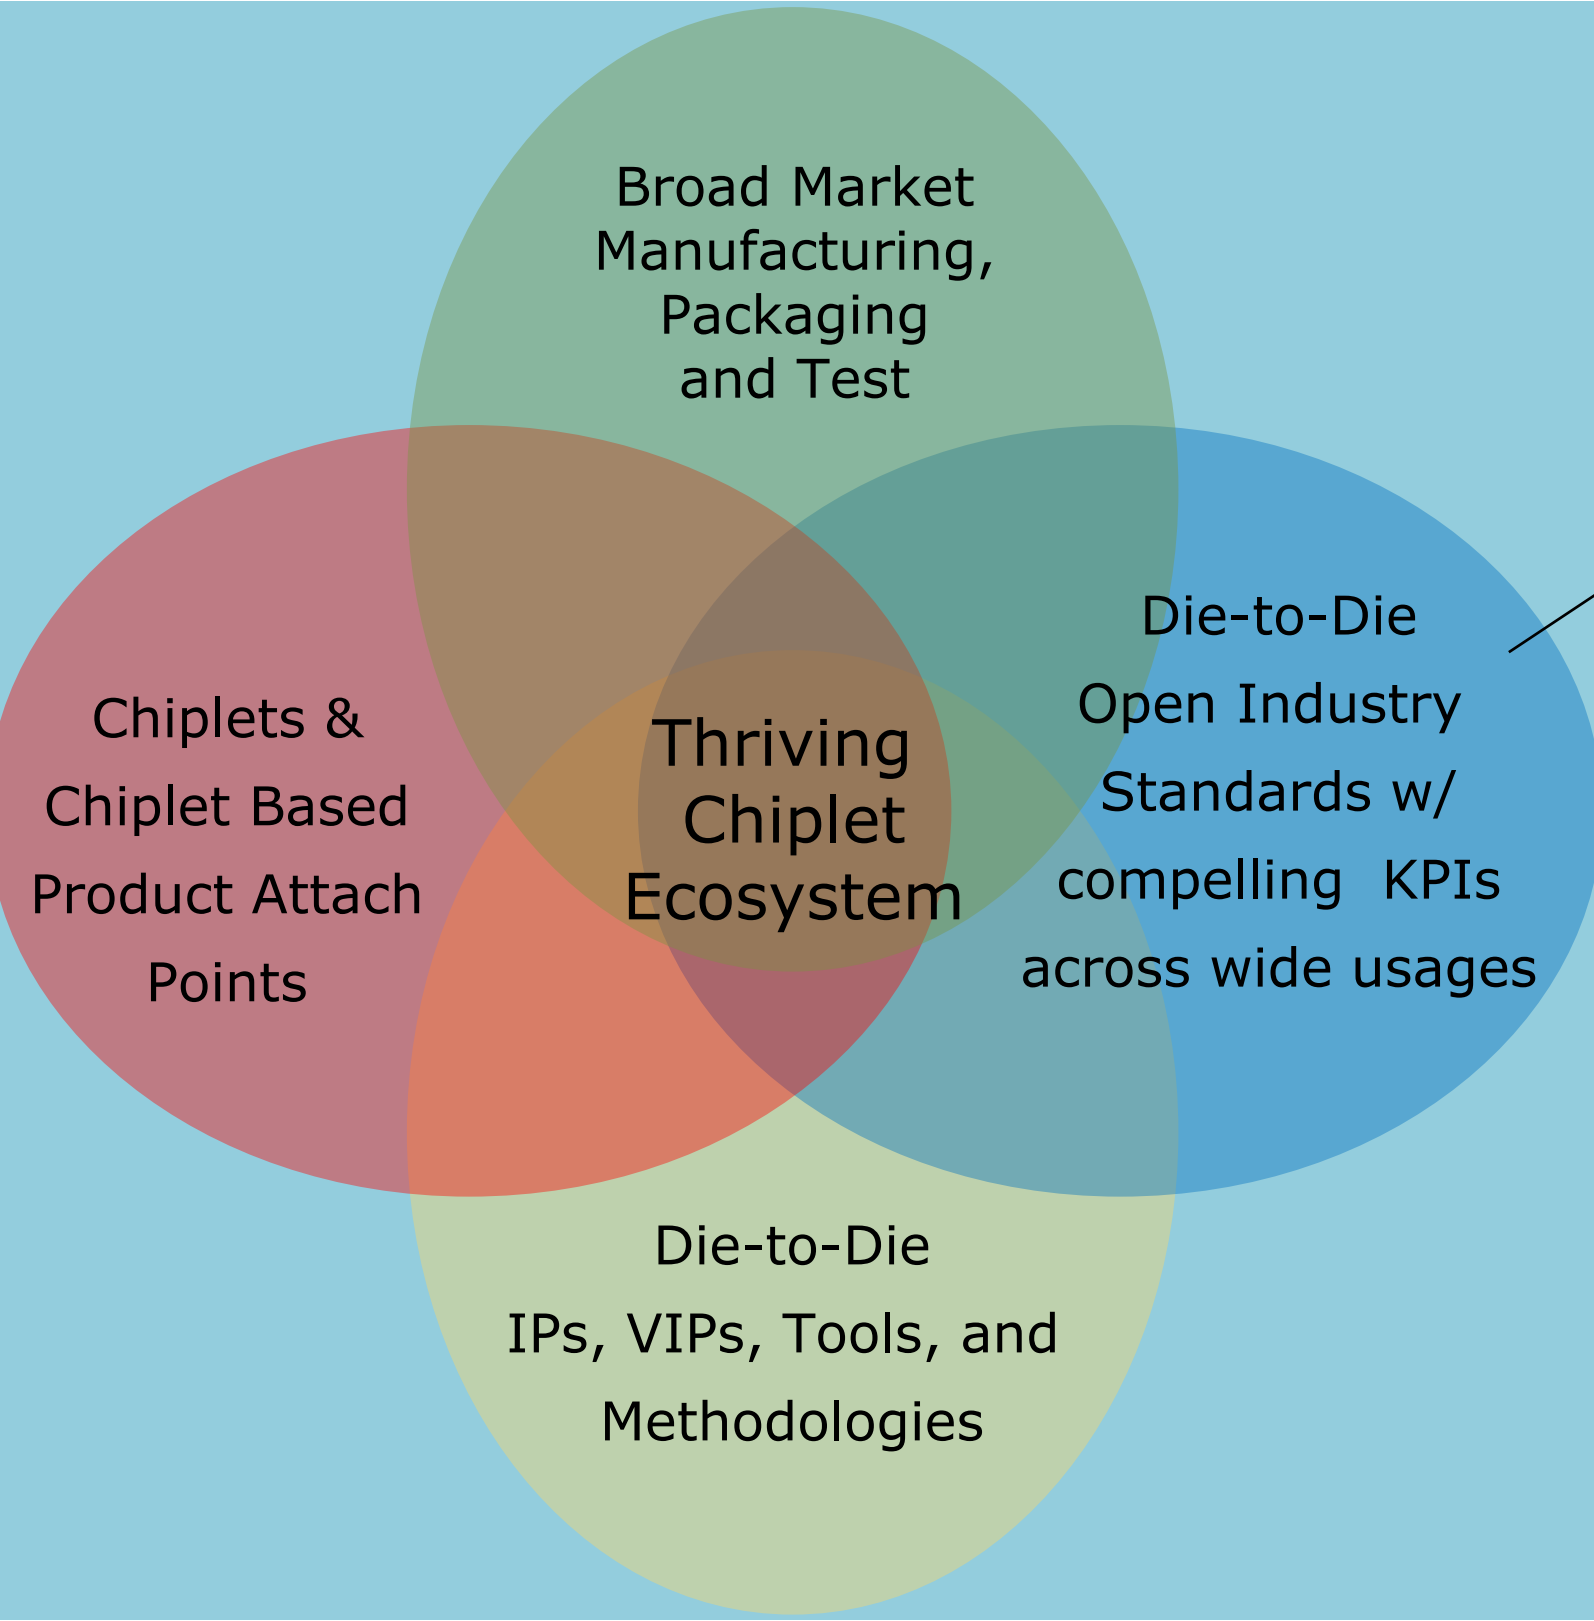 Broad Market
Manufacturing,
Packaging
and Test
Chiplets &
Chiplet Based
Product Attach
Points
Thriving
Chiplet
Ecosystem
Die-to-Die
Open Industry
Standards w/
compelling KPIs
across wide usages
Die-to-Die
IPs, VIPs, Tools, and
Methodologies